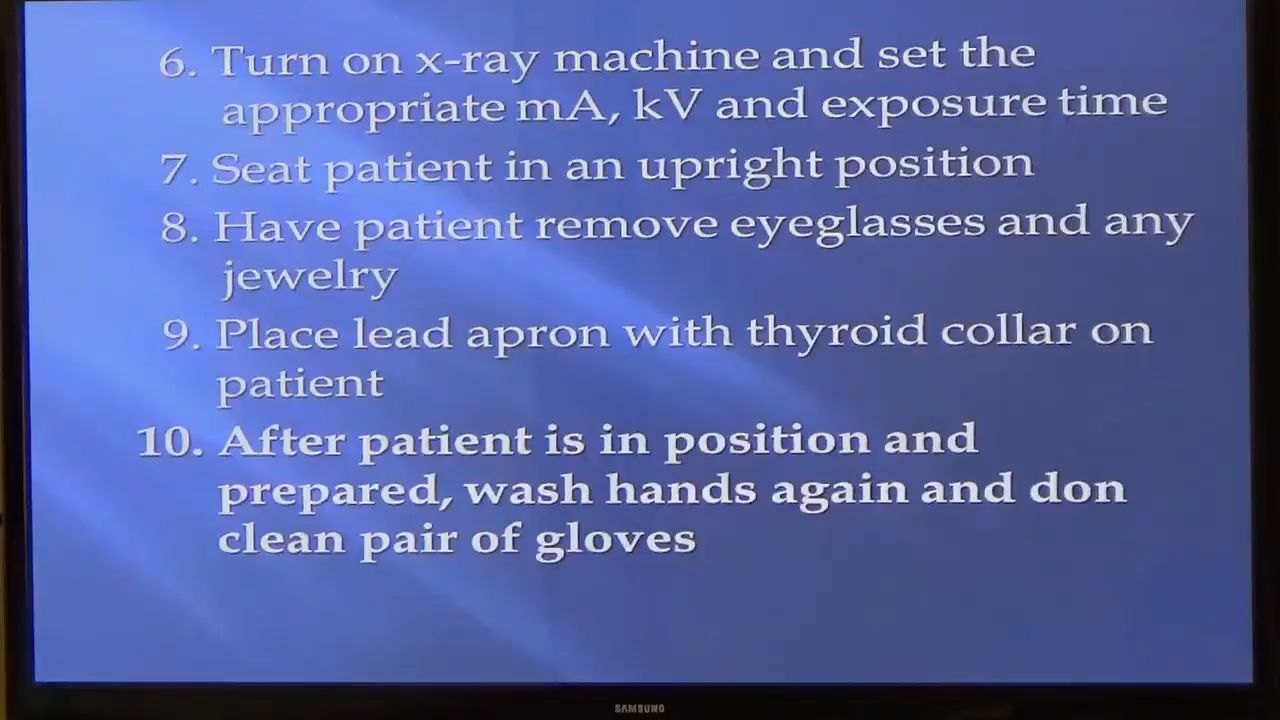 6. Turn on x-ray machine and set the
appropriate mA, kV and exposure time
7. Seat patient in an upright position
8. Have patient remove eyeglasses and any
jewelry
9. Place lead apron with thyroid collar on
patient
10. After patient is in position and
prepared, wash hands again and don
clean pair of gloves
SAMSUNG